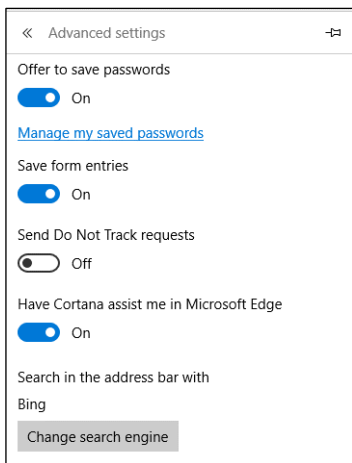 « Advanced settings
Offer to save passwords
On
Manage my saved passwords
Save form entries
On
Send Do Not Track requests
Off
Have Cortana assist me in Microsoft Edge
On
Search in the address bar with
Bing
Change search engine